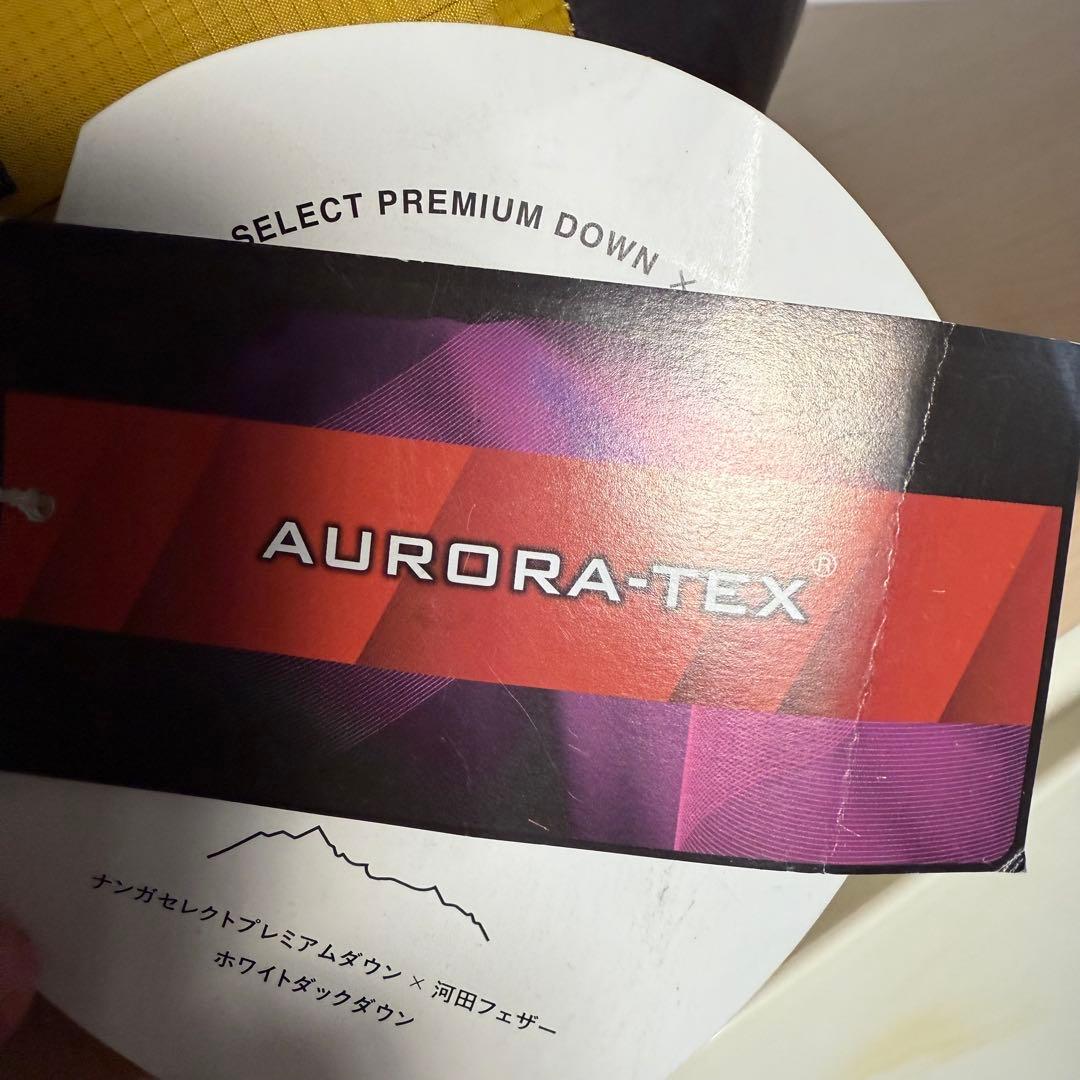 SELECT PREMIUM DOWN ×
AURORA-TEX®
ナンガセレクトプレミアムダウン × 河田フェザー
ホワイトダックダウン